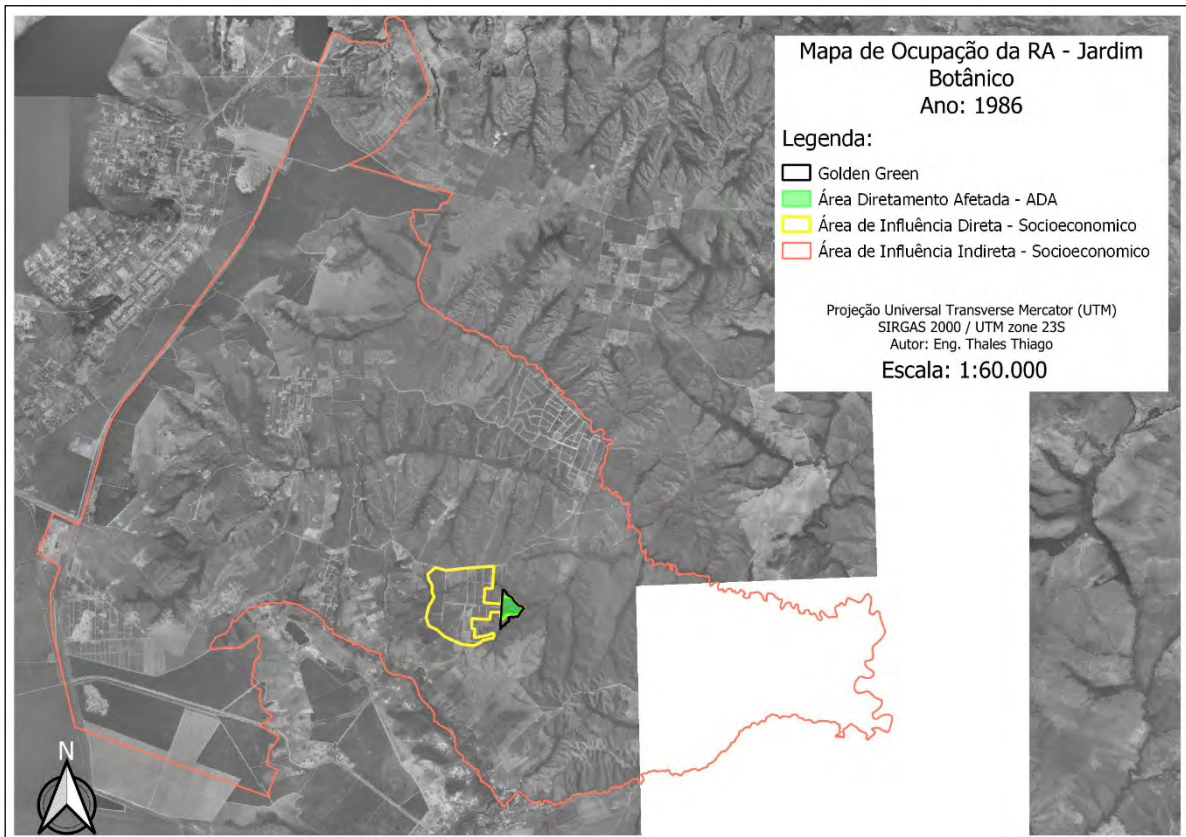 Mapa de Ocupação da RA - Jardim
Botânico
Ano: 1986
Legenda:
Golden Green
Área Diretamento Afetada - ADA
Área de Influência Direta - Socioeconomico
Área de Influência Indireta - Socioeconomico
Projeção Universal Transverse Mercator (UTM)
SIRGAS 2000 / UTM zone 23S
Autor: Eng. Thales Thiago
Escala: 1:60.000
N